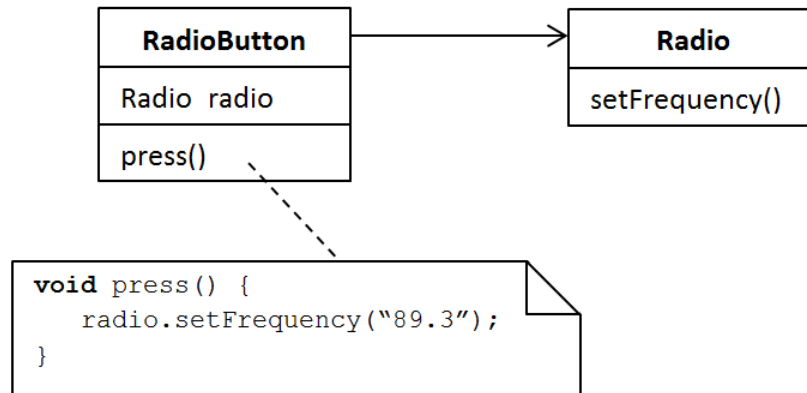 RadioButton
Radio radio
press()
Radio
setFrequency()
void press() {
radio.setFrequency(“89.3”);
}